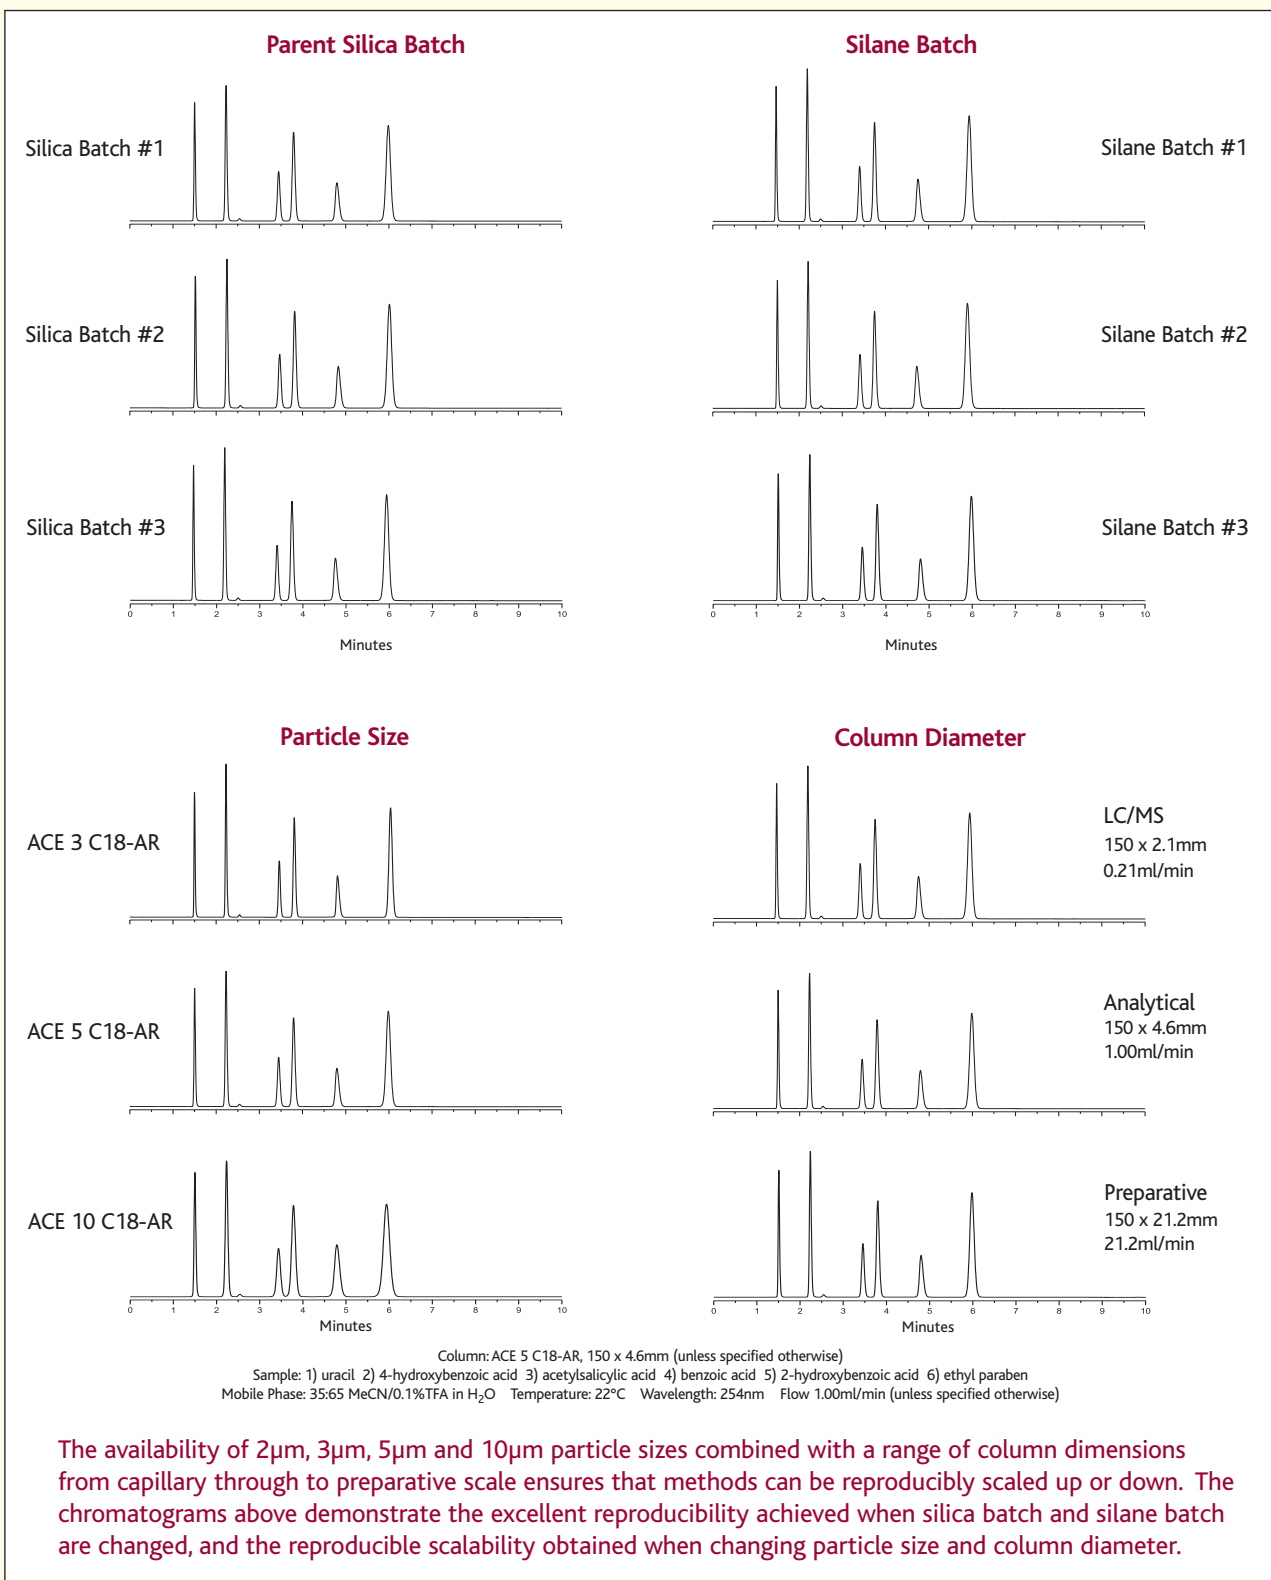 Parent Silica Batch
Silica Batch #1
Silica Batch #2
Silica Batch #3
0 1 2 3 4 5 6 7 8 9 10
Minutes
Silane Batch
Silane Batch #1
Silane Batch #2
Silane Batch #3
0 1 2 3 4 5 6 7 8 9 10
Minutes
Particle Size
ACE 3 C18-AR
ACE 5 C18-AR
ACE 10 C18-AR
0 1 2 3 4 5 6 7 8 9 10
Minutes
Column Diameter
LC/MS
150 x 2.1mm
0.21ml/min
Analytical
150 x 4.6mm
1.00ml/min
Preparative
150 x 21.2mm
21.2ml/min
0 1 2 3 4 5 6 7 8 9 10
Minutes
Column: ACE 5 C18-AR, 150 x 4.6mm (unless specified otherwise)
Sample: 1) uracil 2) 4-hydroxybenzoic acid 3) acetylsalicylic acid 4) benzoic acid 5) 2-hydroxybenzoic acid 6) ethyl paraben
Mobile Phase: 35:65 MeCN/0.1%TFA in H₂O Temperature: 22ºC Wavelength: 254nm Flow 1.00ml/min (unless specified otherwise)
The availability of 2µm, 3µm, 5µm and 10µm particle sizes combined with a range of column dimensions
from capillary through to preparative scale ensures that methods can be reproducibly scaled up or down. The
chromatograms above demonstrate the excellent reproducibility achieved when silica batch and silane batch
are changed, and the reproducible scalability obtained when changing particle size and column diameter.